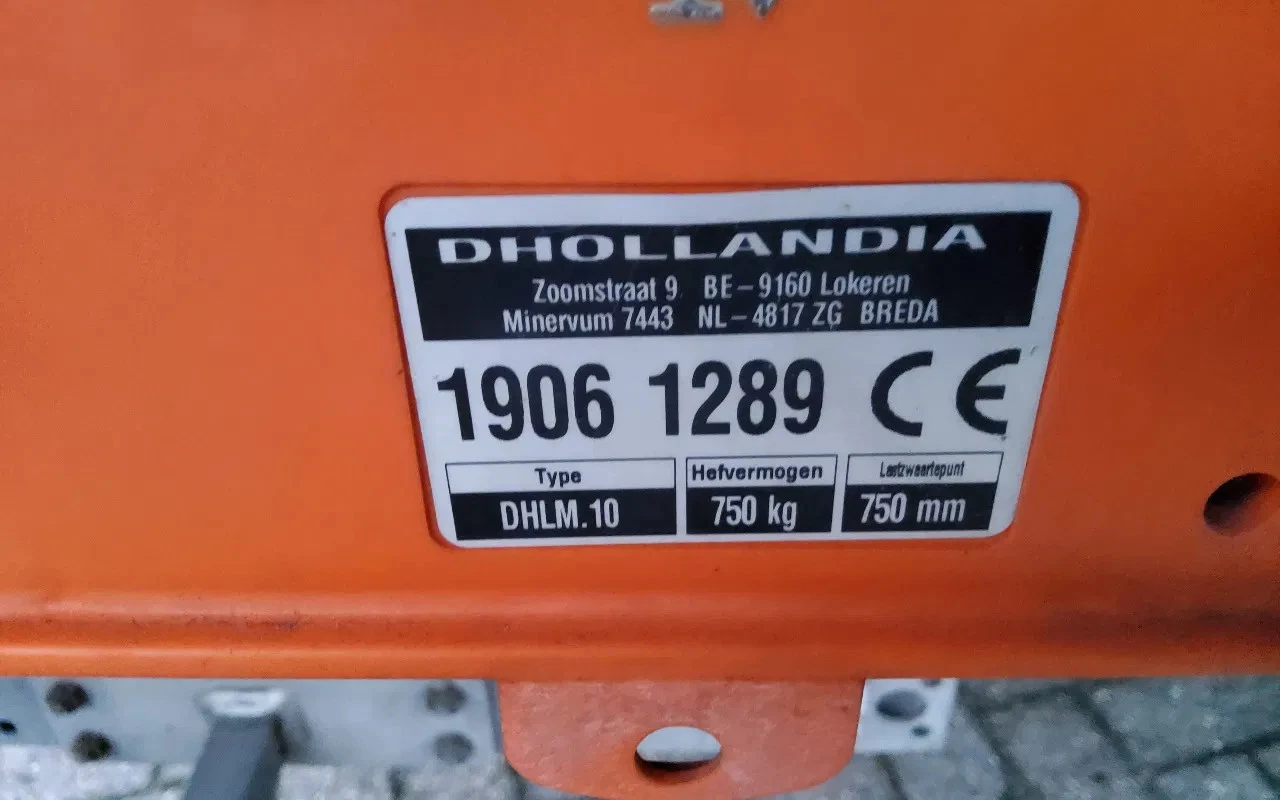 DHOLLANDIA
Zoomstraat 9 BE-9160 Lokeren
Minervum 7443 NL-4817 ZG BREDA
1906 1289 CE
Type Hefvermogen Lastzwaartepunt
DHLM.10 750 kg 750 mm